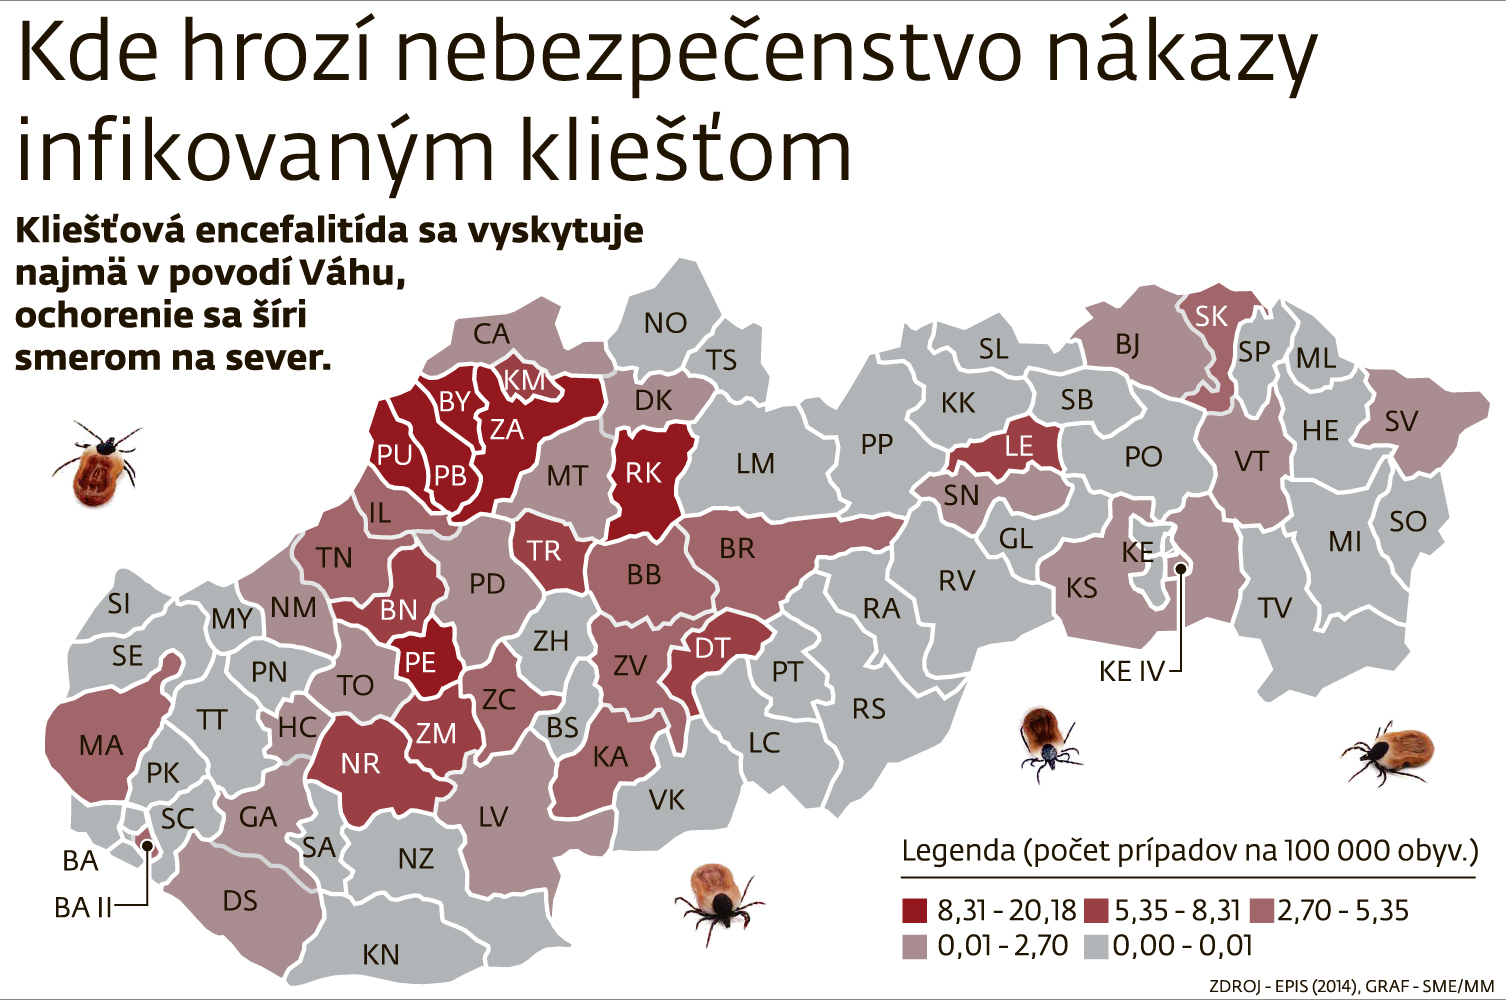 Kde hrozí nebezpečenstvo nákazy
infikovaným kliešťom
Kliešťová encefalitída sa vyskytuje
najmä v povodí Váhu,
ochorenie sa šíri
smerom na sever.
NO
CA
TS
SK
BJ
SL
SP
ML
KM
BY
DK
KK
SB
ZA
SV
HE
PU
PB
RK
MT
LM
PP
LE
PO
VT
IL
SN
SO
TN
TR
BR
GL
KE
MI
PD
BB
RV
KS
SI
NM
BN
RA
TV
MY
ZH
SE
PN
PE
ZV
DT
PT
KE IV
TO
ZC
RS
TT
HC
BS
MA
ZM
LC
NR
KA
PK
VK
SC
GA
LV
SA
BA
NZ
DS
BA II
KN
Legenda (počet prípadov na 100 000 obyv.)
8,31 - 20,18 5,35 - 8,31 2,70 - 5,35
0,01 - 2,70 0,00 - 0,01
ZDROJ - EPIS (2014), GRAF - SME/MM